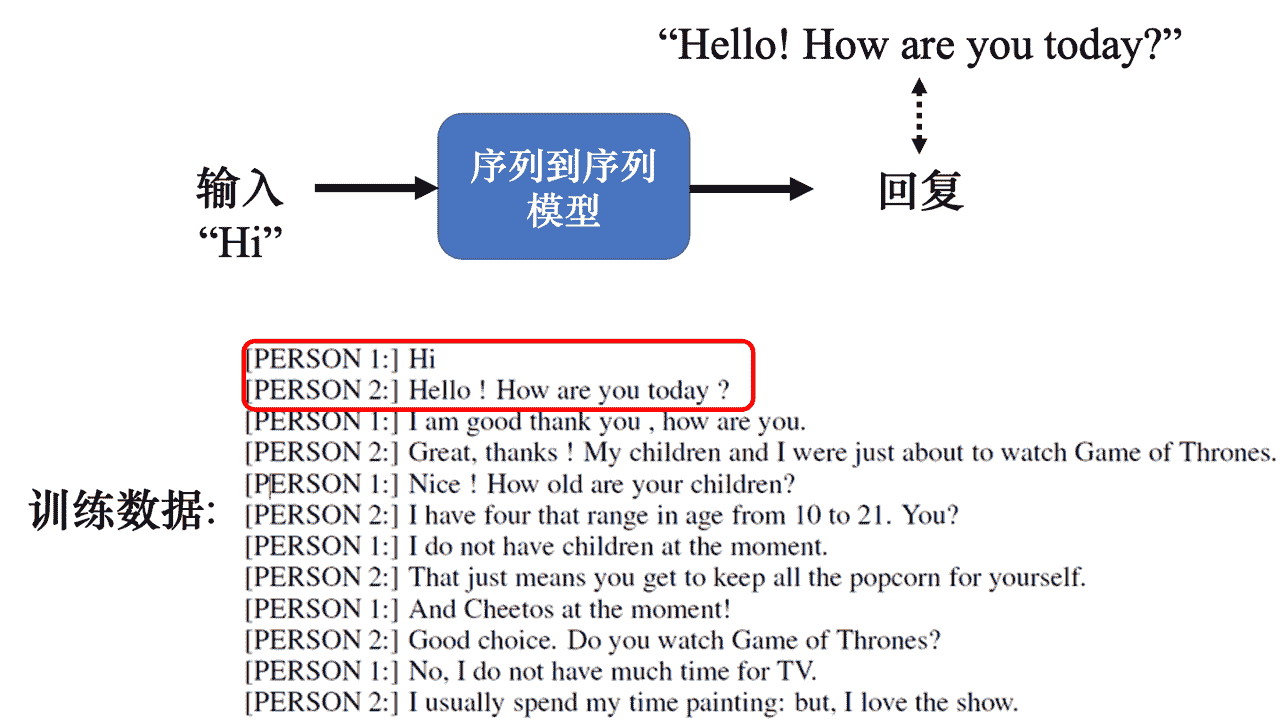 “Hello! How are you today?”
输入
“Hi”
序列到序列
模型
回复
训练数据:
[PERSON 1:] Hi
[PERSON 2:] Hello ! How are you today ?
[PERSON 1:] I am good thank you , how are you.
[PERSON 2:] Great, thanks ! My children and I were just about to watch Game of Thrones.
[PERSON 1:] Nice ! How old are your children?
[PERSON 2:] I have four that range in age from 10 to 21. You?
[PERSON 1:] I do not have children at the moment.
[PERSON 2:] That just means you get to keep all the popcorn for yourself.
[PERSON 1:] And Cheetos at the moment!
[PERSON 2:] Good choice. Do you watch Game of Thrones?
[PERSON 1:] No, I do not have much time for TV.
[PERSON 2:] I usually spend my time painting: but, I love the show.